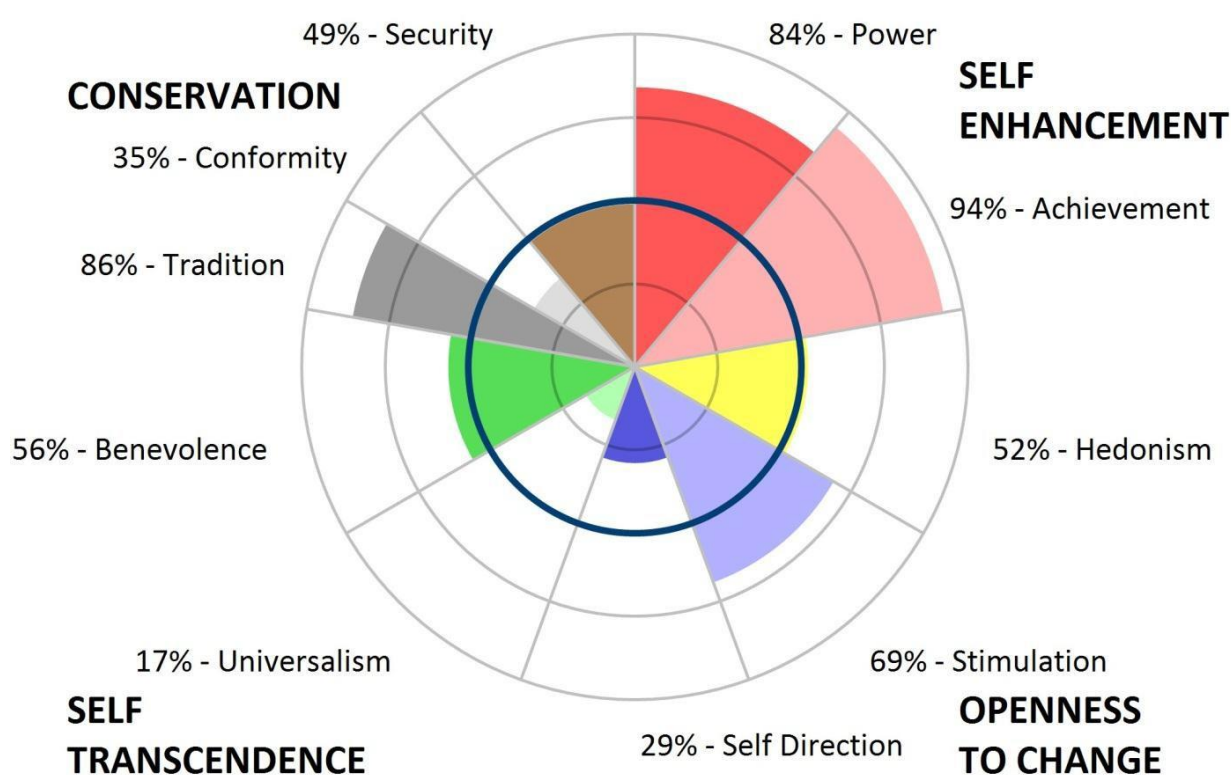 49% - Security
84% - Power
CONSERVATION
SELF
ENHANCEMENT
35% - Conformity
94% - Achievement
86% - Tradition
56% - Benevolence
52% - Hedonism
17% - Universalism
69% - Stimulation
SELF
TRANSCENDENCE
29% - Self Direction
OPENNESS
TO CHANGE